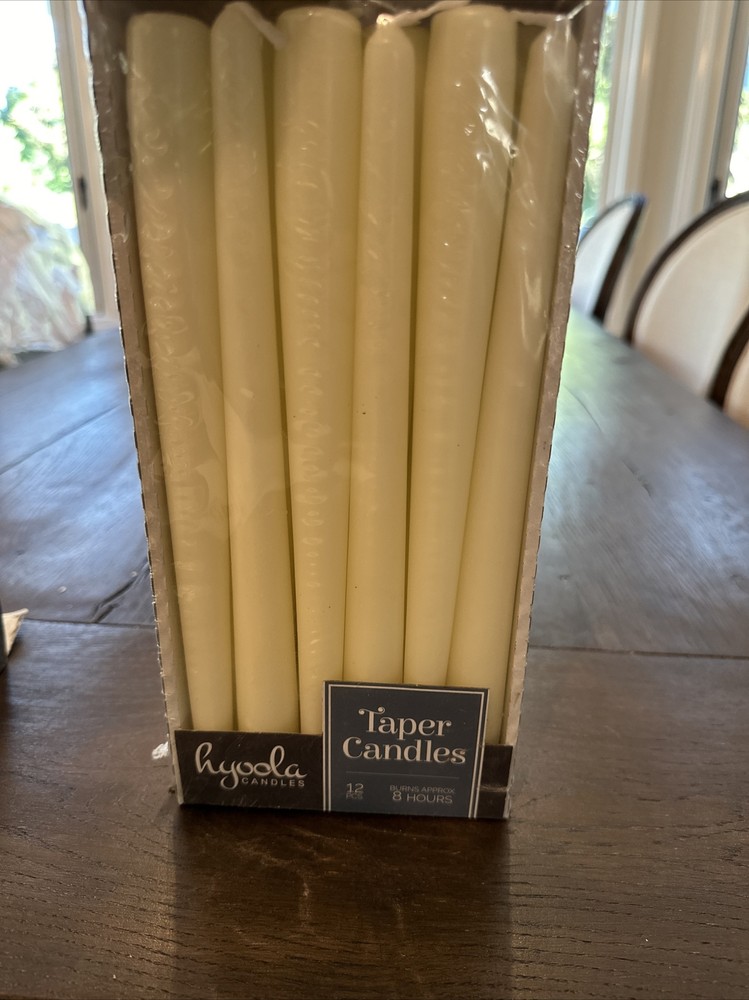 hyoola
CANDLES
Taper
Candles
12
PCS
BURNS APPROX
8 HOURS